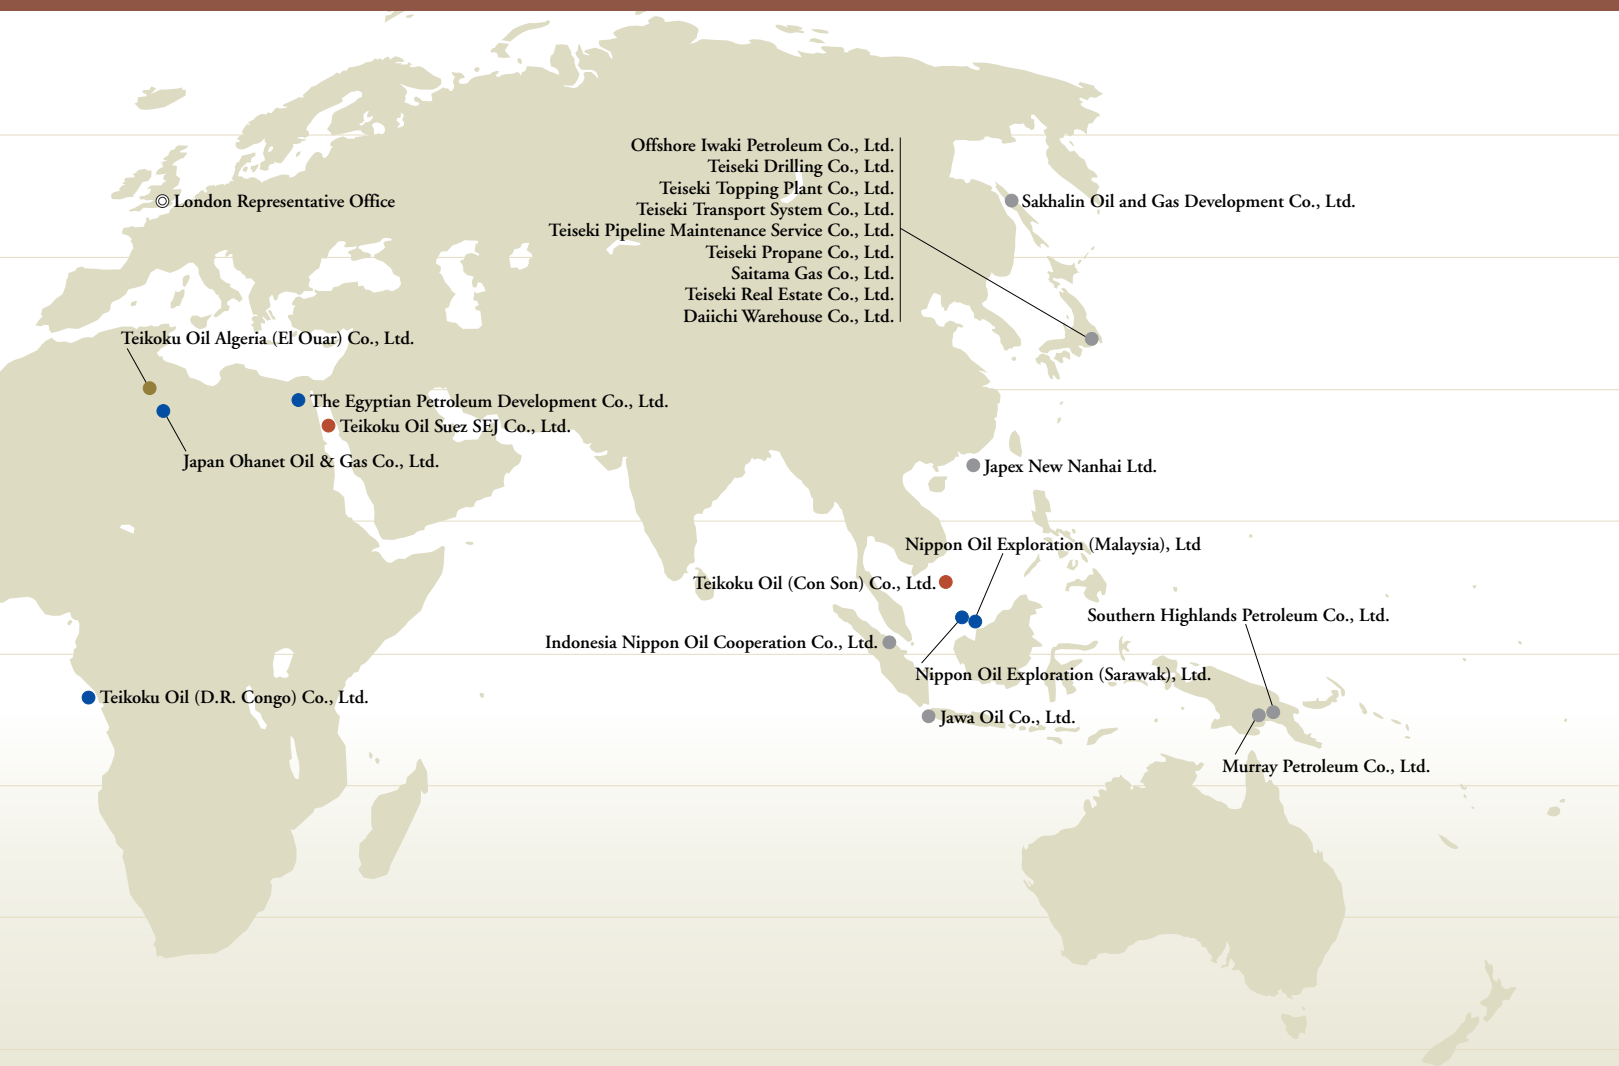 Offshore Iwaki Petroleum Co., Ltd.
Teiseki Drilling Co., Ltd.
Teiseki Topping Plant Co., Ltd.
Teiseki Transport System Co., Ltd.
Teiseki Pipeline Maintenance Service Co., Ltd.
Teiseki Propane Co., Ltd.
Saitama Gas Co., Ltd.
Teiseki Real Estate Co., Ltd.
Daiichi Warehouse Co., Ltd.
London Representative Office
Sakhalin Oil and Gas Development Co., Ltd.
Teikoku Oil Algeria (El Ouar) Co., Ltd.
The Egyptian Petroleum Development Co., Ltd.
Teikoku Oil Suez SEJ Co., Ltd.
Japan Ohanet Oil & Gas Co., Ltd.
Japex New Nanhai Ltd.
Nippon Oil Exploration (Malaysia), Ltd
Teikoku Oil (Con Son) Co., Ltd.
Southern Highlands Petroleum Co., Ltd.
Indonesia Nippon Oil Cooperation Co., Ltd.
Nippon Oil Exploration (Sarawak), Ltd.
Teikoku Oil (D.R. Congo) Co., Ltd.
Jawa Oil Co., Ltd.
Murray Petroleum Co., Ltd.